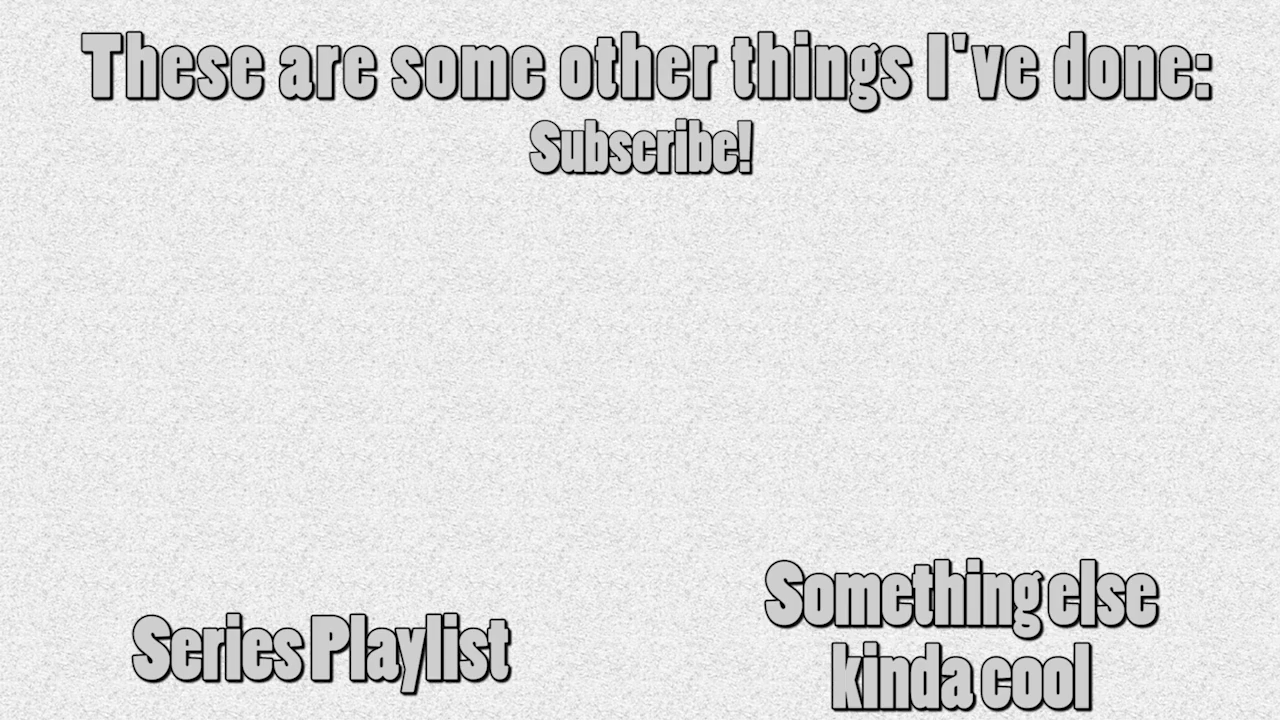 These are some other things I've done:
Subscribe!
Series Playlist
Something else
kinda cool